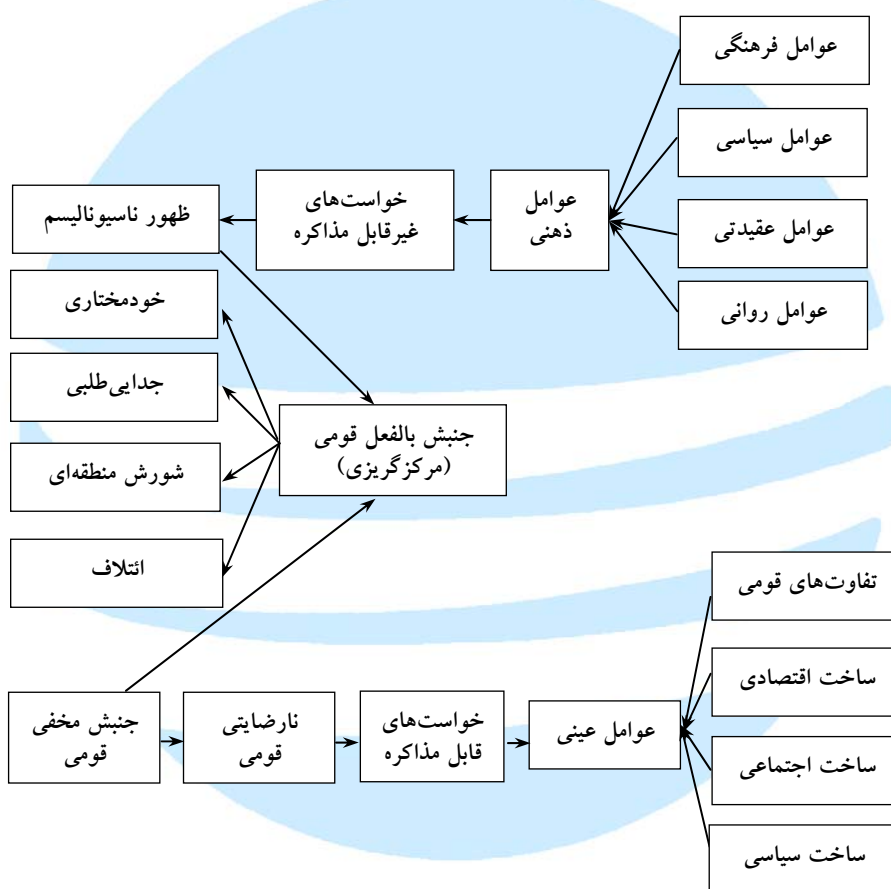 عوامل فرهنگی
عوامل سیاسی
عوامل عقیدتی
عوامل روانی
عوامل
ذهنی
خواست‌های
غیرقابل مذاکره
ظهور ناسیونالیسم
خودمختاری
جدایی‌طلبی
شورش منطقه‌ای
ائتلاف
جنبش بالفعل قومی
(مرکزگریزی)
تفاوت‌های قومی
ساخت اقتصادی
ساخت اجتماعی
ساخت سیاسی
عوامل عینی
خواست‌های
قابل مذاکره
نارضایتی
قومی
جنبش مخفی
قومی